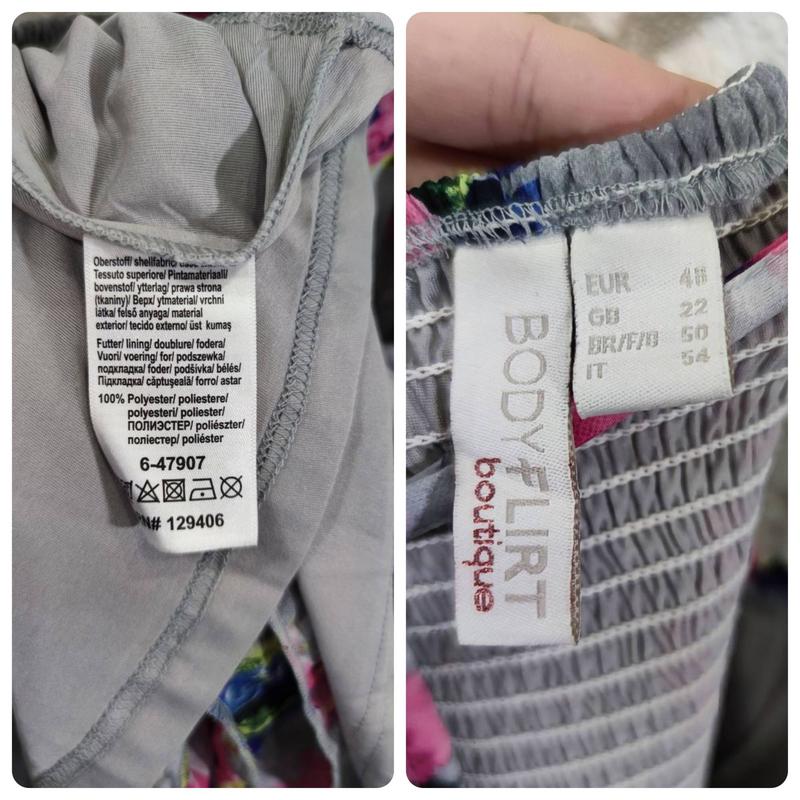 Oberstoff/ shellfabric/
Tessuto superiore/ Pintamateriaali/
bovenstof/ ytterlag/ prawa strona
(tkaniny)/ Верх/ ytmaterial/ vrchní
látka/ felső anyaga/ material
exterior/ tecido externo/ üst kumaş
Futter/ lining/ doublure/ fodera/
Vuori/ voering/ for/ podszewka/
подкладка/ foder/ podšívka/ bélés/
Підкладка/ căptuşeală/ forro/ astar
100% Polyester/ poliestere/
polyesteri/ poliester/
ПОЛИЭСТЕР/ poliészter/
поліестер/ poliéster
6-47907
N# 129406
BODYFLIRT
boutique
EUR 48
GB 22
BR/F/B 50
IT 54